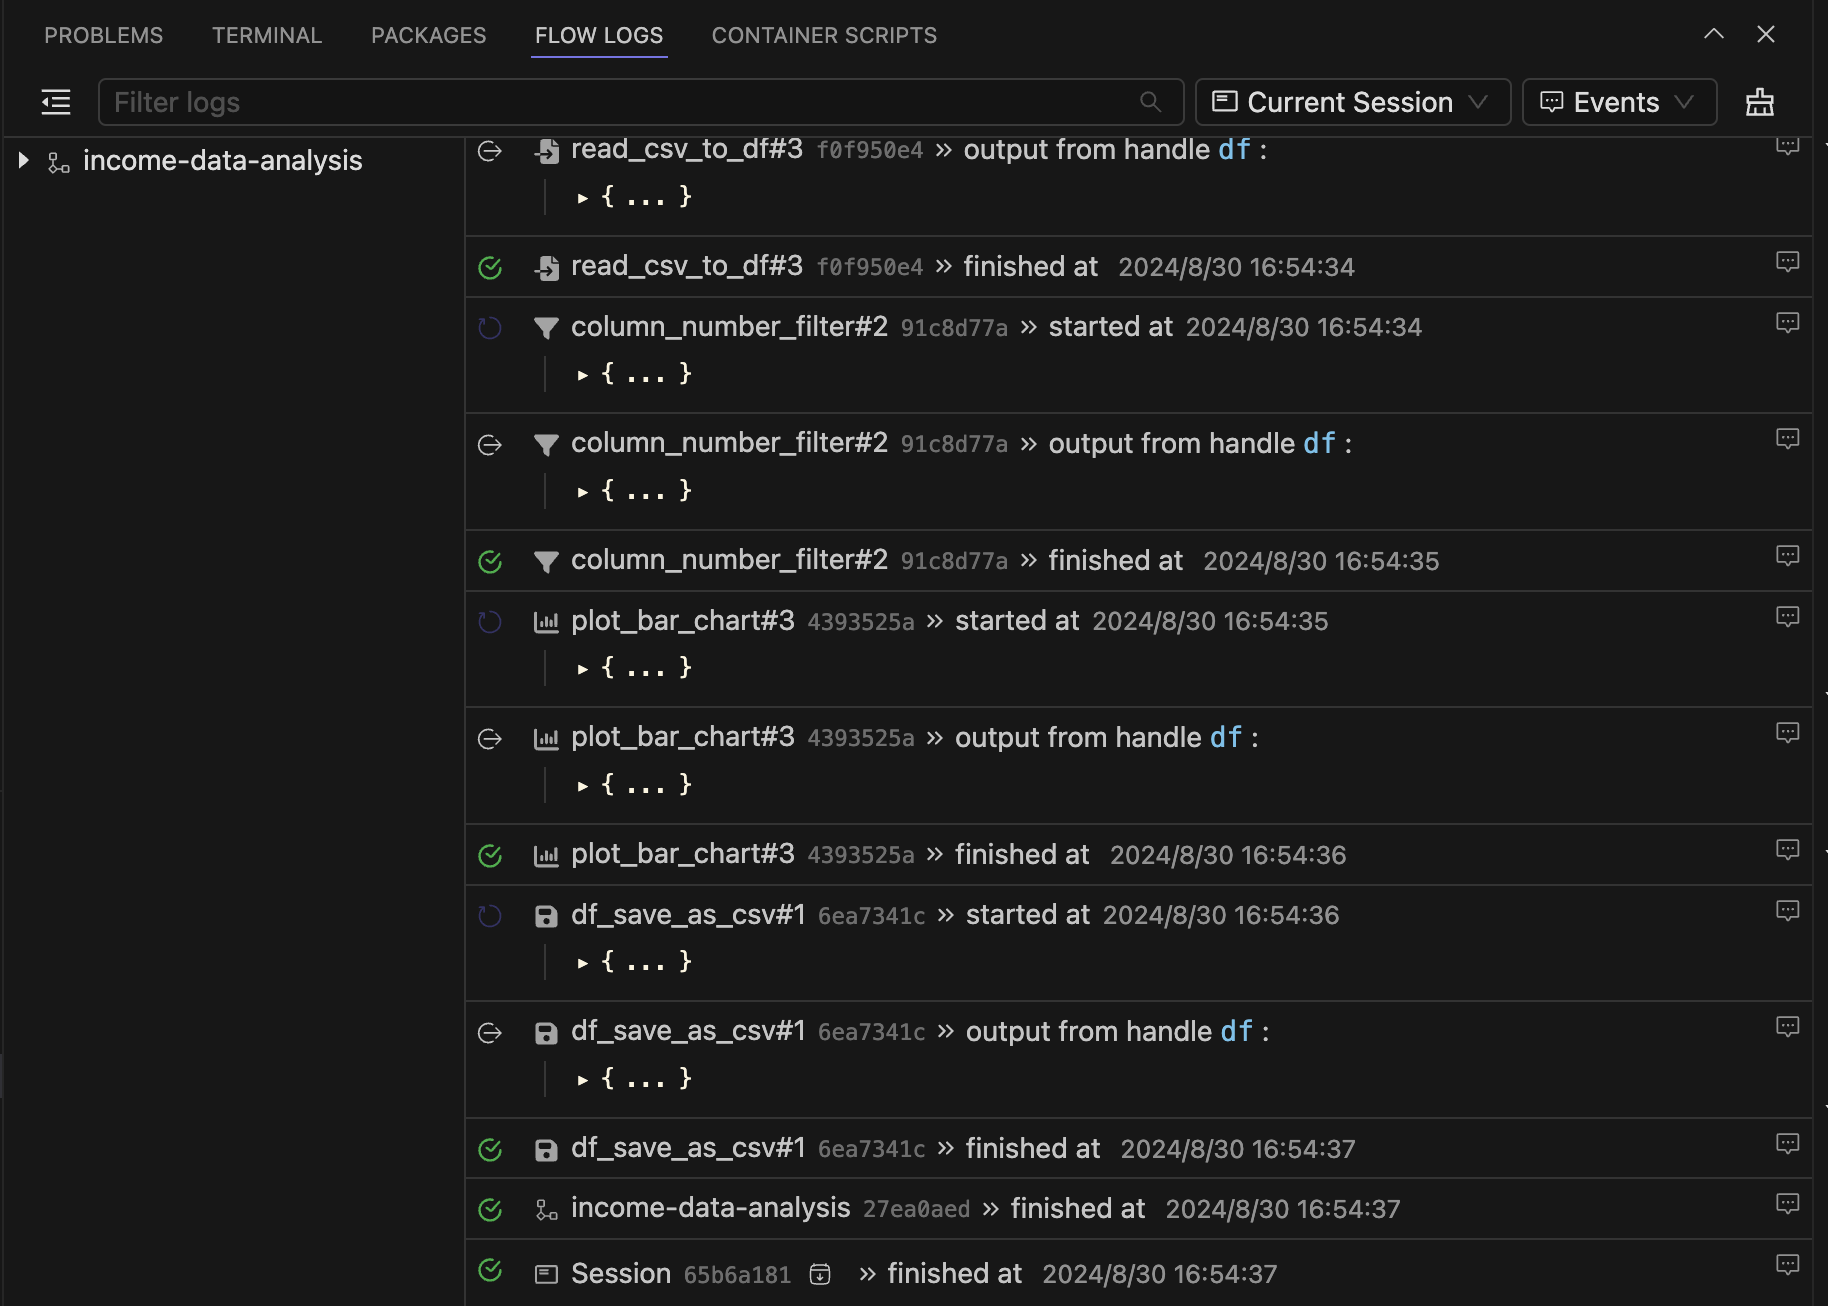 PROBLEMS TERMINAL PACKAGES FLOW LOGS CONTAINER SCRIPTS
Filter logs Current Session Events
income-data-analysis
read_csv_to_df#3 f0f950e4 » output from handle df :
▸ { ... }
read_csv_to_df#3 f0f950e4 » finished at 2024/8/30 16:54:34
column_number_filter#2 91c8d77a » started at 2024/8/30 16:54:34
▸ { ... }
column_number_filter#2 91c8d77a » output from handle df :
▸ { ... }
column_number_filter#2 91c8d77a » finished at 2024/8/30 16:54:35
plot_bar_chart#3 4393525a » started at 2024/8/30 16:54:35
▸ { ... }
plot_bar_chart#3 4393525a » output from handle df :
▸ { ... }
plot_bar_chart#3 4393525a » finished at 2024/8/30 16:54:36
df_save_as_csv#1 6ea7341c » started at 2024/8/30 16:54:36
▸ { ... }
df_save_as_csv#1 6ea7341c » output from handle df :
▸ { ... }
df_save_as_csv#1 6ea7341c » finished at 2024/8/30 16:54:37
income-data-analysis 27ea0aed » finished at 2024/8/30 16:54:37
Session 65b6a181 » finished at 2024/8/30 16:54:37